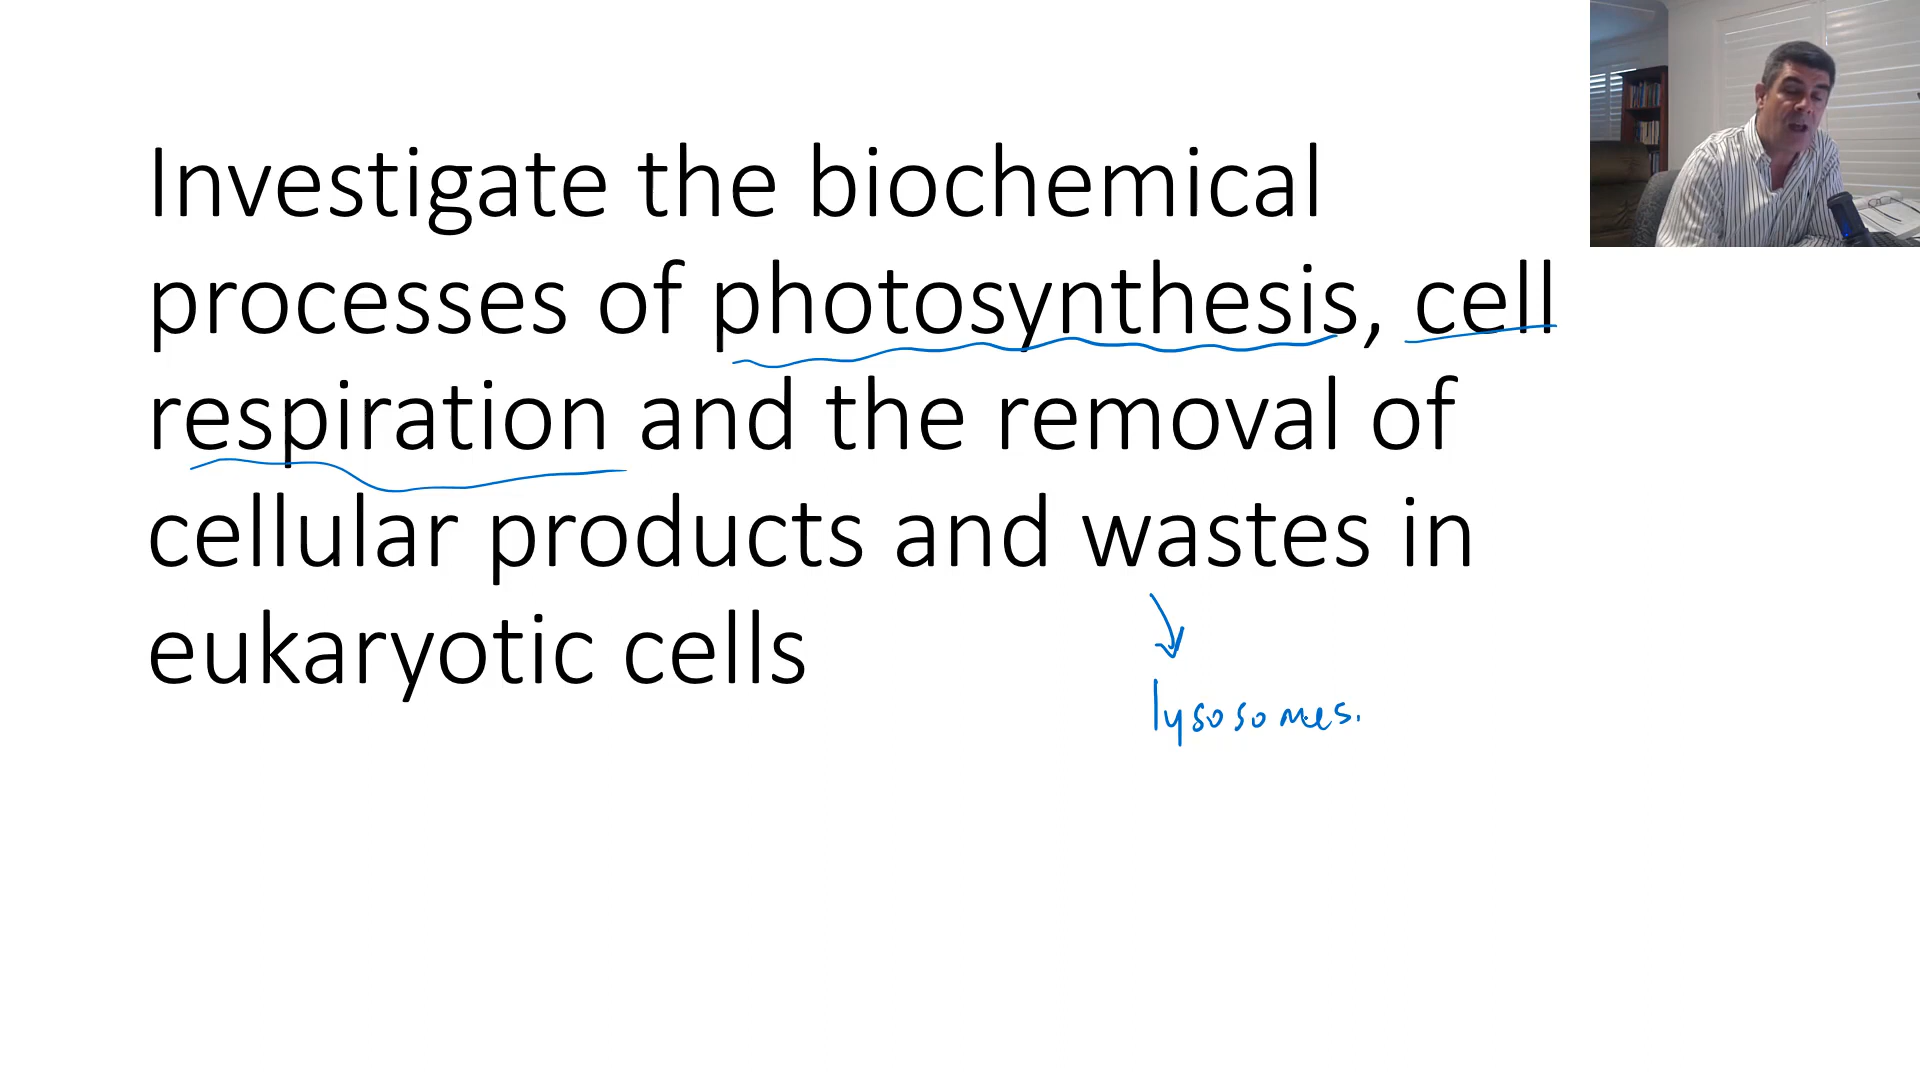 Investigate the biochemical
processes of photosynthesis, cell
respiration and the removal of
cellular products and wastes in
eukaryotic cells
lysosomes.